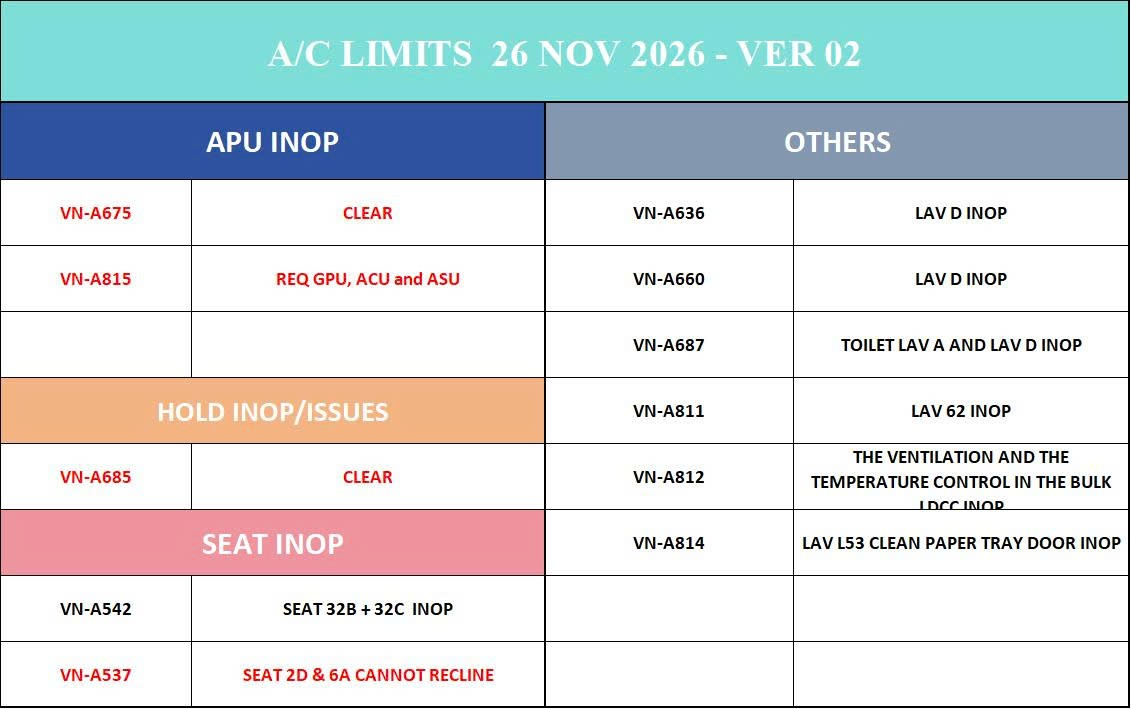 A/C LIMITS 26 NOV 2026 - VER 02
APU INOP
VN-A675 CLEAR
VN-A815 REQ GPU, ACU and ASU
HOLD INOP/ISSUES
VN-A685 CLEAR
SEAT INOP
VN-A542 SEAT 32B + 32C INOP
VN-A537 SEAT 2D & 6A CANNOT RECLINE
OTHERS
VN-A636 LAV D INOP
VN-A660 LAV D INOP
VN-A687 TOILET LAV A AND LAV D INOP
VN-A811 LAV 62 INOP
VN-A812 THE VENTILATION AND THE
TEMPERATURE CONTROL IN THE BULK
LDCC INOP
VN-A814 LAV L53 CLEAN PAPER TRAY DOOR INOP